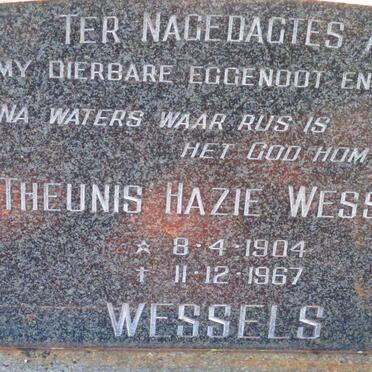 TER NAGEDAGTES A
MY DIERBARE EGGENOOT EN
NA WATERS WAAR RUS IS
HET GOD HOM
THEUNIS HAZIE WESS
☆ 8-4-1904
† 11-12-1967
WESSELS